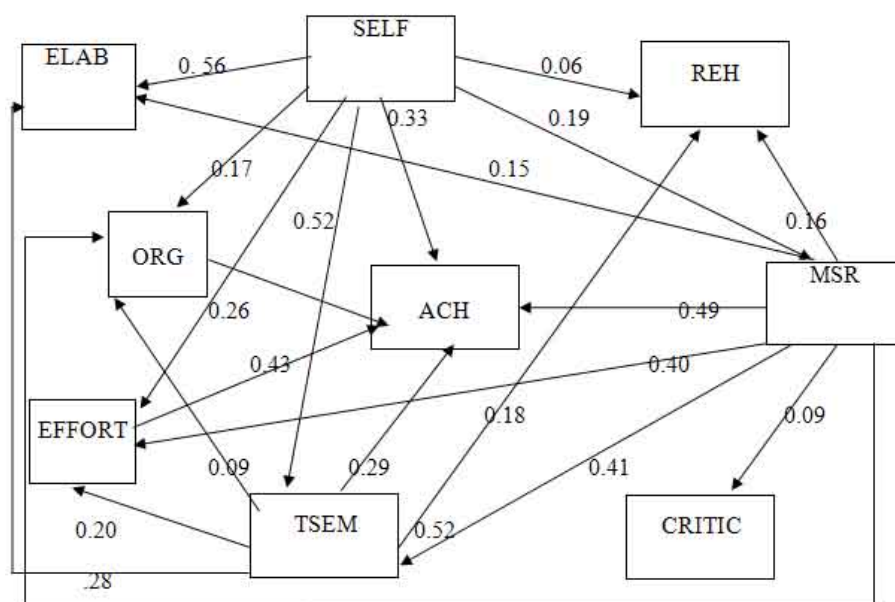 SELF
ELAB
0. 56
0.06
REH
0.33
0.19
0.17
0.15
0.52
0.16
ORG
MSR
0.26
ACH
0.49
0.43
0.40
EFFORT
0.18
0.09
0.09
0.29
0.41
0.20
TSEM
0.52
CRITIC
.28